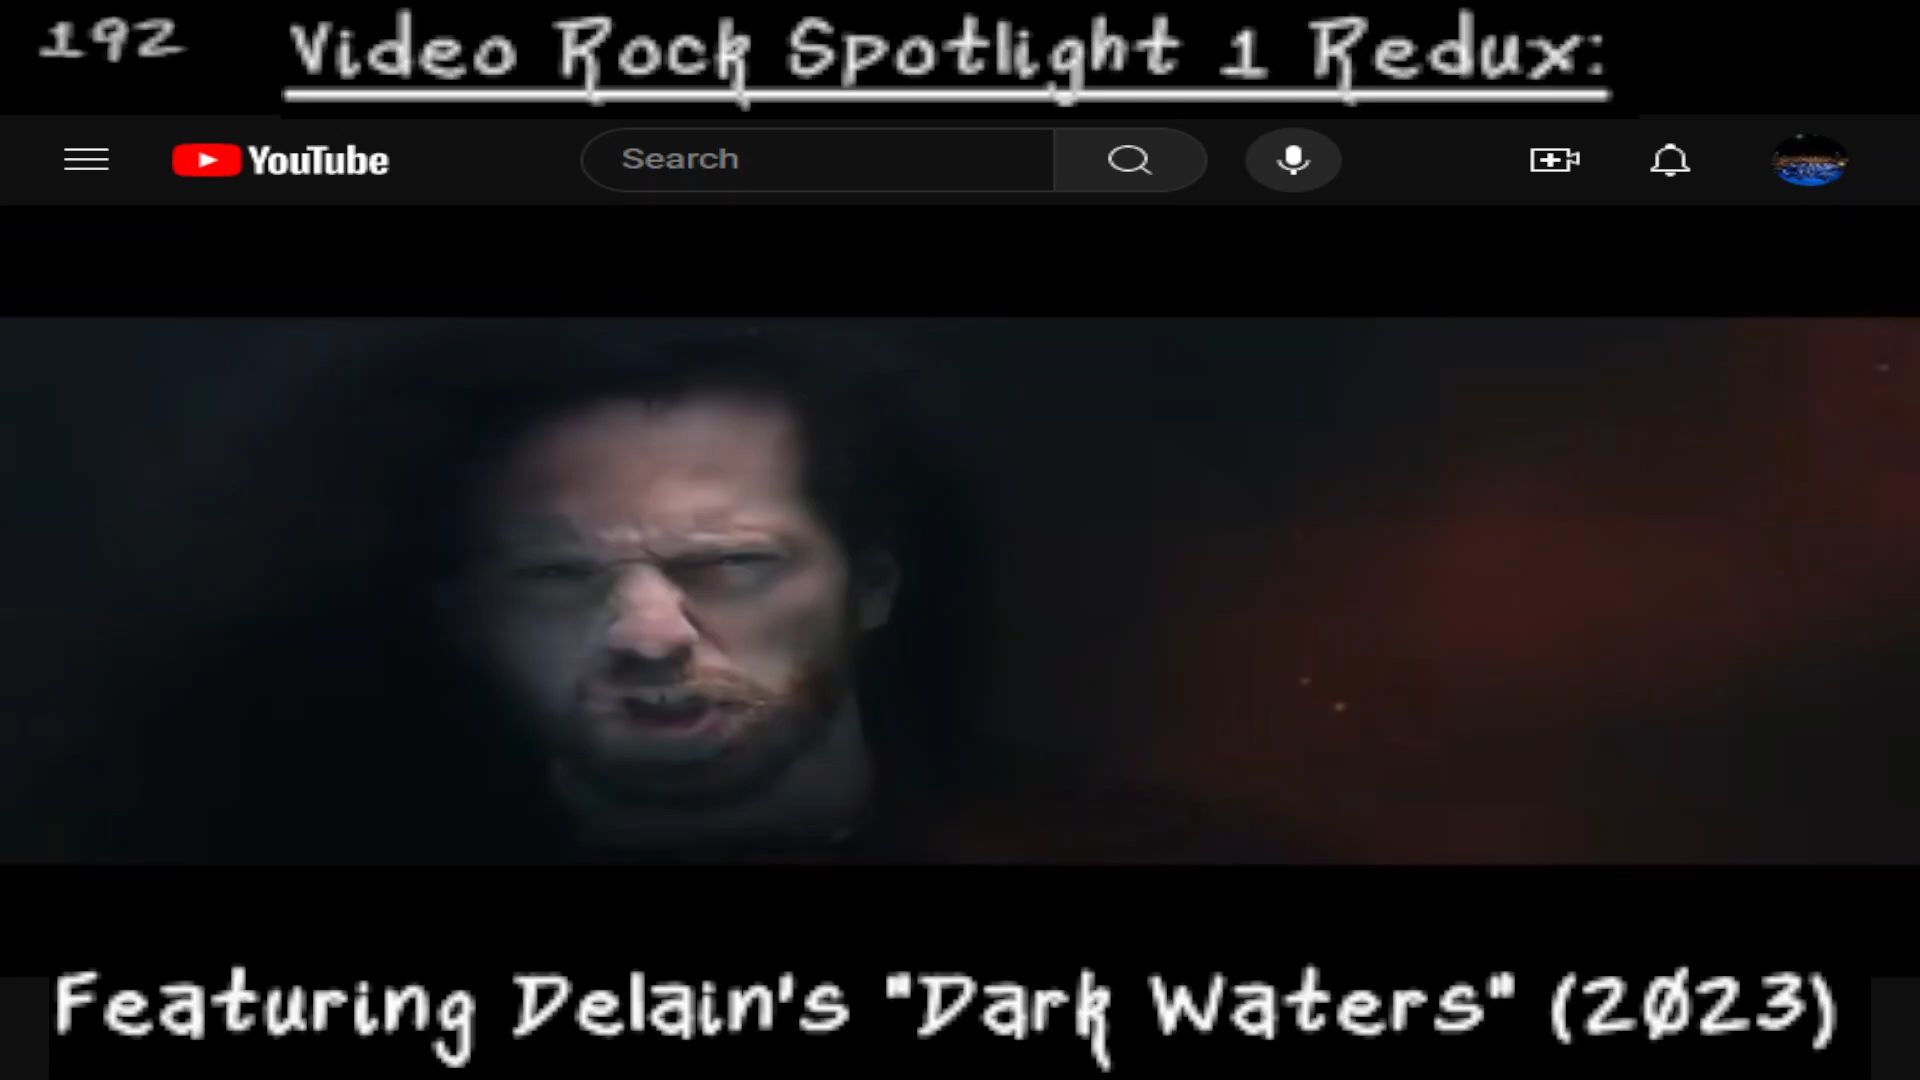 192 Video Rock Spotlight 1 Redux:
YouTube Search
Featuring Delain's "Dark Waters" (2023)